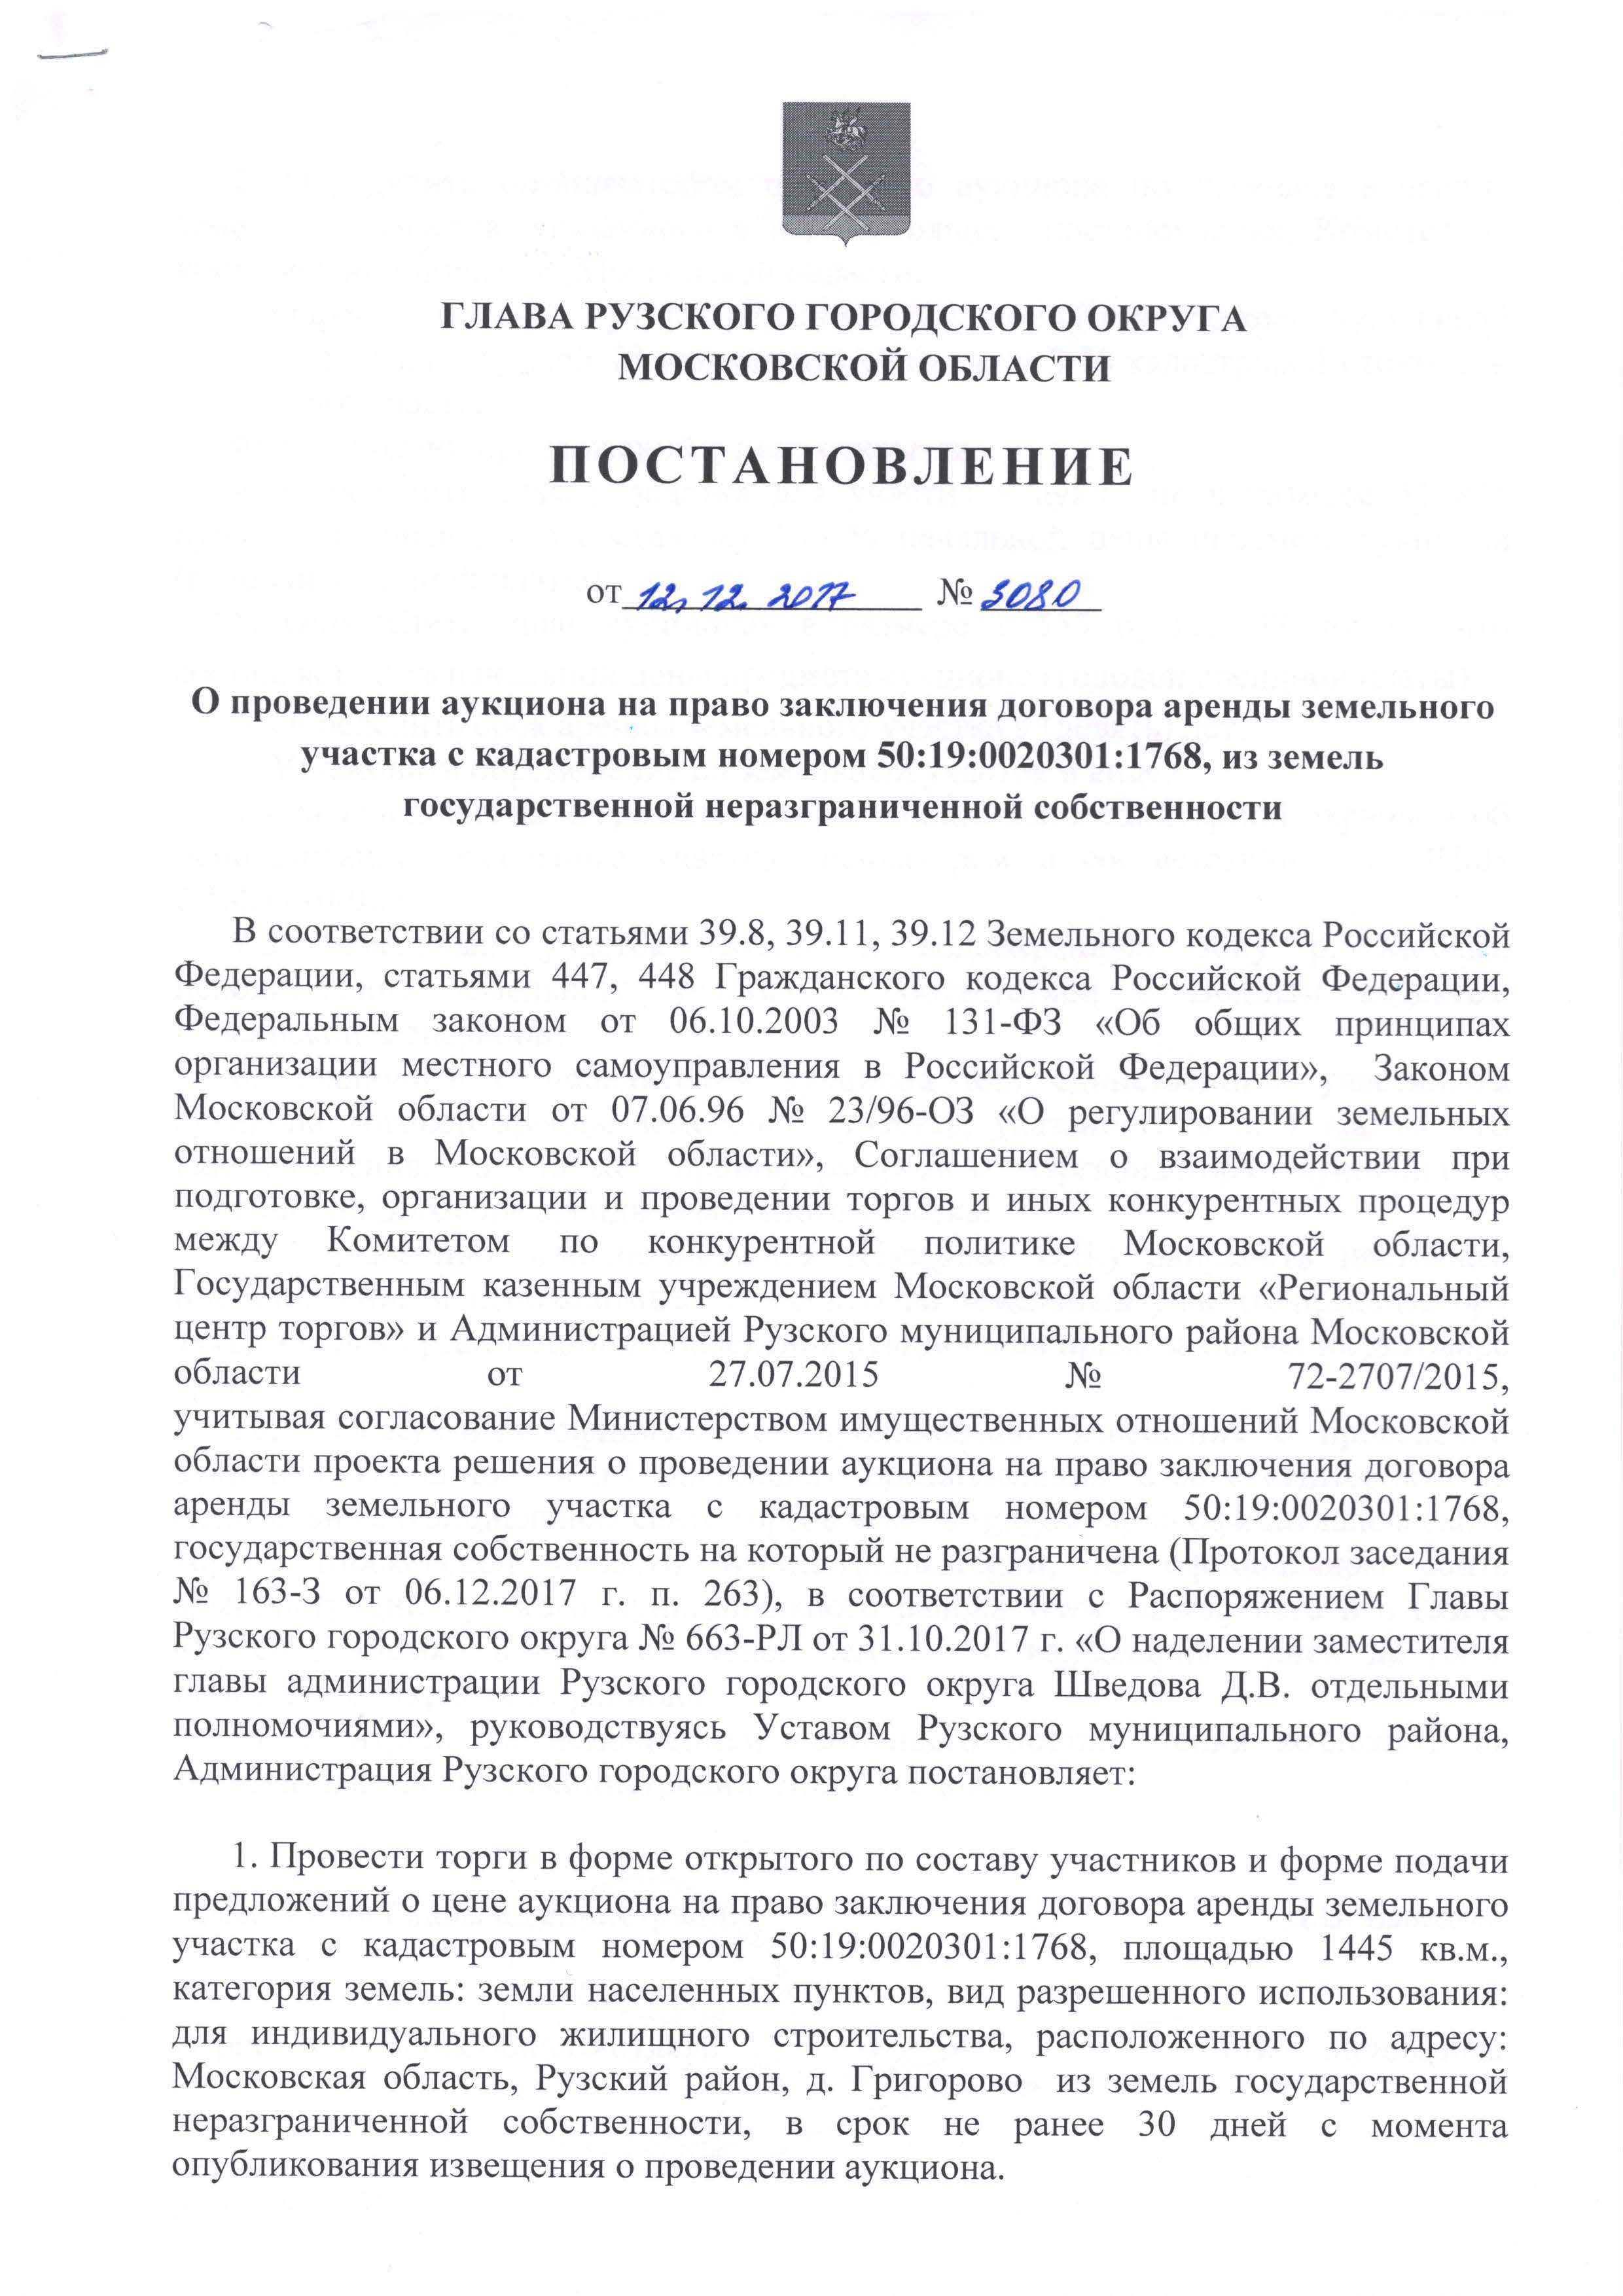 ГЛАВА РУЗСКОГО ГОРОДСКОГО ОКРУГА
МОСКОВСКОЙ ОБЛАСТИ
ПОСТАНОВЛЕНИЕ
от 12.12.2017 № 3080
О проведении аукциона на право заключения договора аренды земельного
участка с кадастровым номером 50:19:0020301:1768, из земель
государственной неразграниченной собственности
В соответствии со статьями 39.8, 39.11, 39.12 Земельного кодекса Российской
Федерации, статьями 447, 448 Гражданского кодекса Российской Федерации,
Федеральным законом от 06.10.2003 № 131-ФЗ «Об общих принципах
организации местного самоуправления в Российской Федерации», Законом
Московской области от 07.06.96 № 23/96-ОЗ «О регулировании земельных
отношений в Московской области», Соглашением о взаимодействии при
подготовке, организации и проведении торгов и иных конкурентных процедур
между Комитетом по конкурентной политике Московской области,
Государственным казенным учреждением Московской области «Региональный
центр торгов» и Администрацией Рузского муниципального района Московской
области от 27.07.2015 № 72-2707/2015,
учитывая согласование Министерством имущественных отношений Московской
области проекта решения о проведении аукциона на право заключения договора
аренды земельного участка с кадастровым номером 50:19:0020301:1768,
государственная собственность на который не разграничена (Протокол заседания
№ 163-З от 06.12.2017 г. п. 263), в соответствии с Распоряжением Главы
Рузского городского округа № 663-РЛ от 31.10.2017 г. «О наделении заместителя
главы администрации Рузского городского округа Шведова Д.В. отдельными
полномочиями», руководствуясь Уставом Рузского муниципального района,
Администрация Рузского городского округа постановляет:
1. Провести торги в форме открытого по составу участников и форме подачи
предложений о цене аукциона на право заключения договора аренды земельного
участка с кадастровым номером 50:19:0020301:1768, площадью 1445 кв.м.,
категория земель: земли населенных пунктов, вид разрешенного использования:
для индивидуального жилищного строительства, расположенного по адресу:
Московская область, Рузский район, д. Григорово из земель государственной
неразграниченной собственности, в срок не ранее 30 дней с момента
опубликования извещения о проведении аукциона.